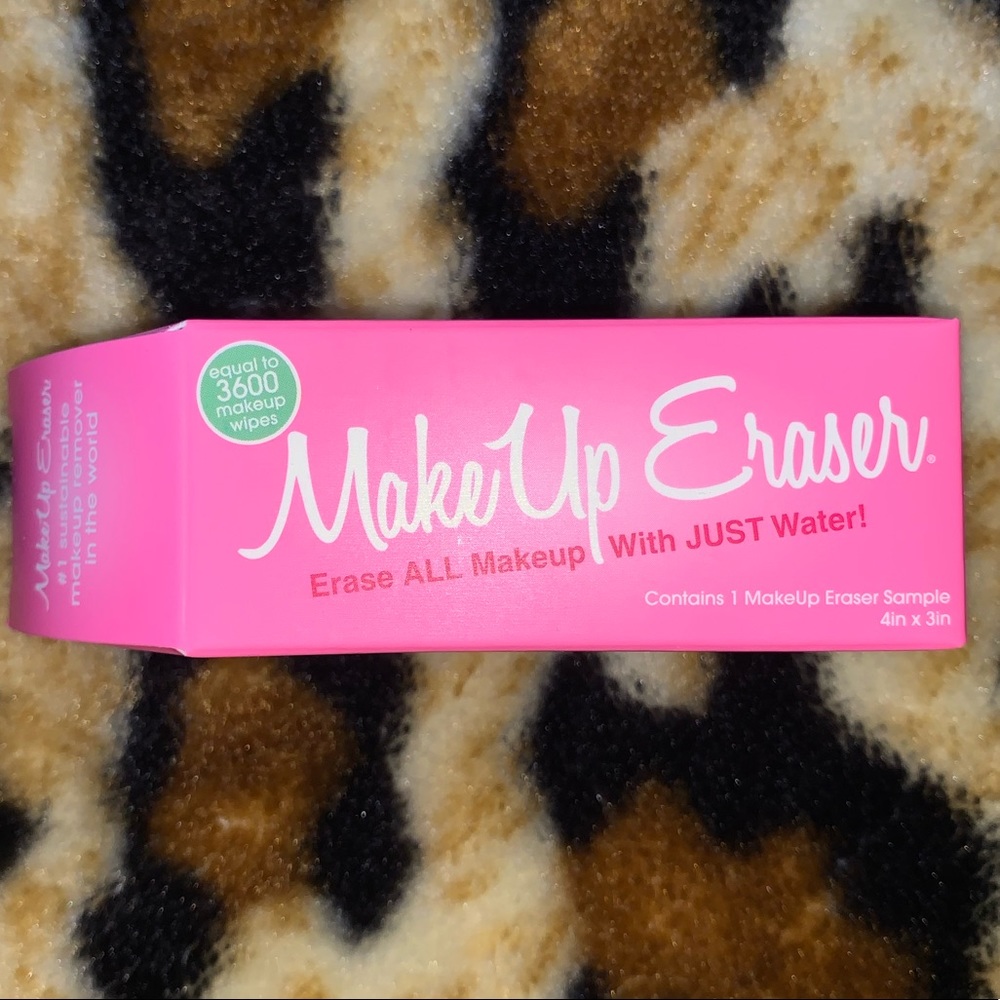 MakeUp Eraser
#1 sustainable
makeup remover
in the world
equal to
3600
makeup
wipes
MakeUp Eraser®
Erase ALL Makeup With JUST Water!
Contains 1 MakeUp Eraser Sample
4in x 3in